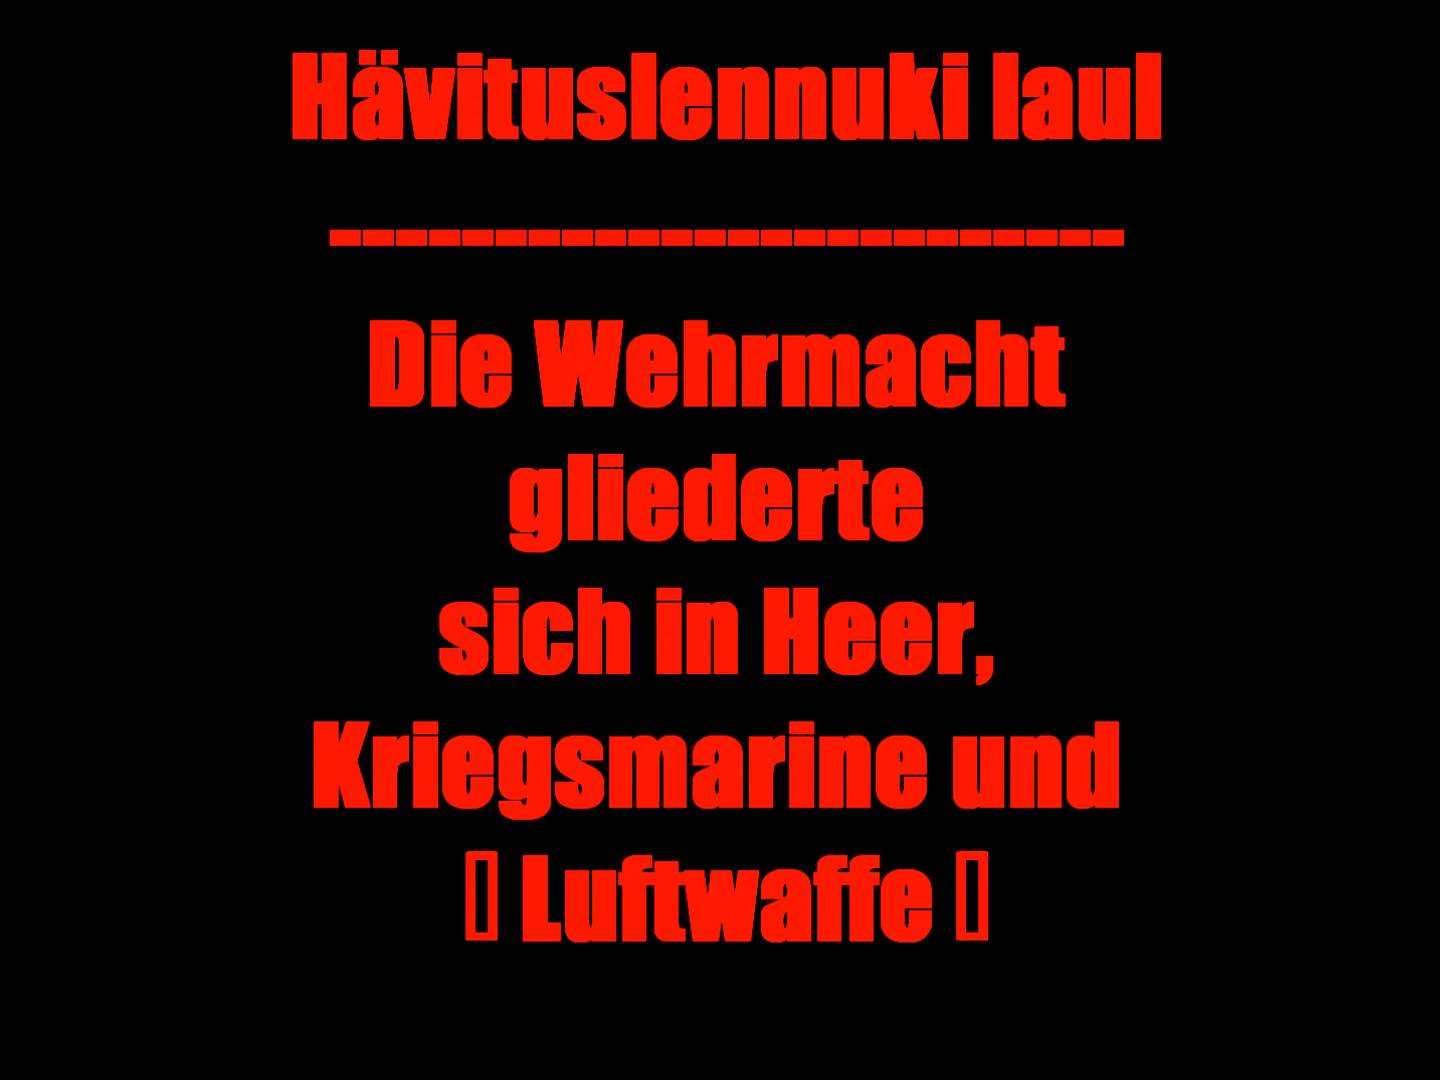 Hävituslennuki laul
------------------------
Die Wehrmacht
gliederte
sich in Heer,
Kriegsmarine und
▯ Luftwaffe ▯